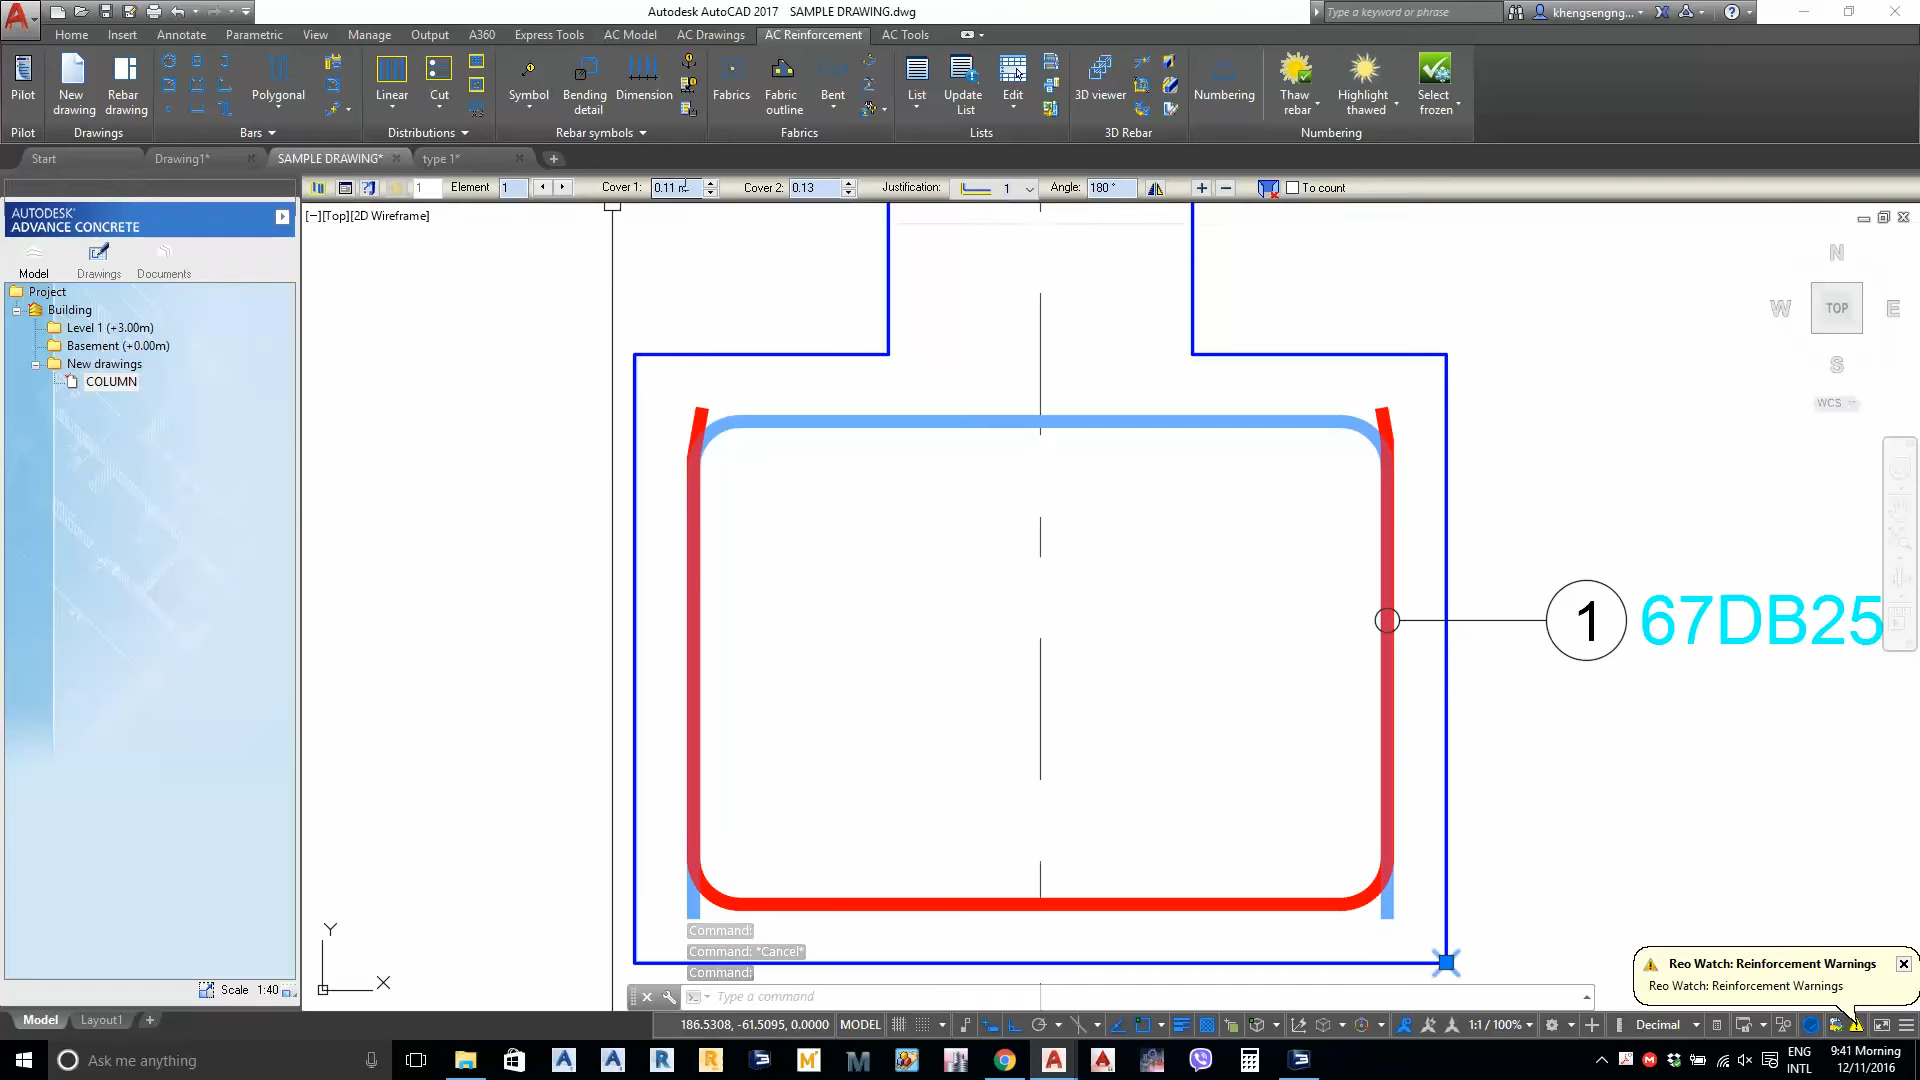 Autodesk AutoCAD 2017 SAMPLE DRAWING.dwg
Type a keyword or phrase
khengsengng...
Home Insert Annotate Parametric View Manage Output A360 Express Tools AC Model AC Drawings AC Reinforcement AC Tools
Pilot
New drawing
Rebar drawing
Polygonal
Linear
Cut
Symbol
Bending detail
Dimension
Fabrics
Fabric outline
Bent
List
Update List
Edit
3D viewer
Numbering
Thaw rebar
Highlight thawed
Select frozen
Pilot Drawings Bars Distributions Rebar symbols Fabrics Lists 3D Rebar Numbering
Start Drawing1* SAMPLE DRAWING* type 1*
1 Element 1 Cover 1: 0.11 Cover 2: 0.13 Justification: 1 Angle: 180 ° To count
AUTODESK®
ADVANCE CONCRETE
Model Drawings Documents
Project
Building
Level 1 (+3.00m)
Basement (+0.00m)
New drawings
COLUMN
Scale 1:40
[−][Top][2D Wireframe]
N
W TOP E
S
WCS
1 67DB25
Y
X
Command:
Command: *Cancel*
Command:
Type a command
Reo Watch: Reinforcement Warnings
Reo Watch: Reinforcement Warnings
Model Layout1
186.5308, -61.5095, 0.0000 MODEL 1:1 / 100% Decimal
Ask me anything
ENG
INTL
9:41 Morning
12/11/2016